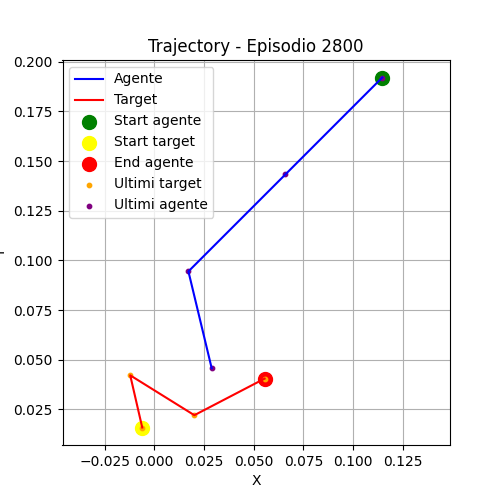 Trajectory - Episodio 2800
Agente
Target
Start agente
Start target
End agente
Ultimi target
Ultimi agente
0.200
0.175
0.150
0.125
0.100
0.075
0.050
0.025
−0.025 0.000 0.025 0.050 0.075 0.100 0.125
X